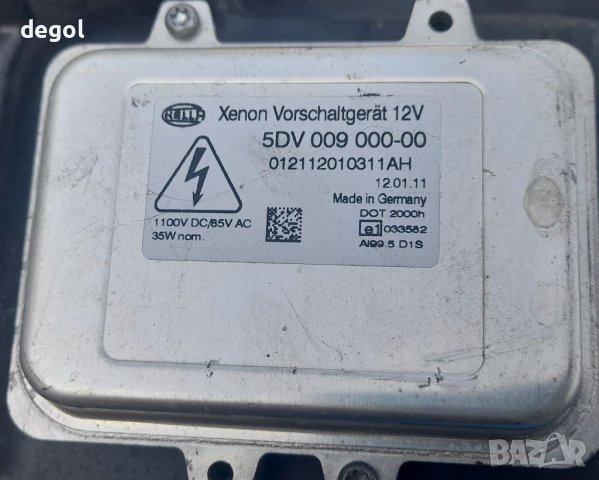 degol
HELLA
Xenon Vorschaltgerät 12V
5DV 009 000-00
012112010311AH
12.01.11
Made in Germany
DOT 2000h
e1 033582
AI99,5 D1S
1100V DC/85V AC
35W nom.
BAZAR